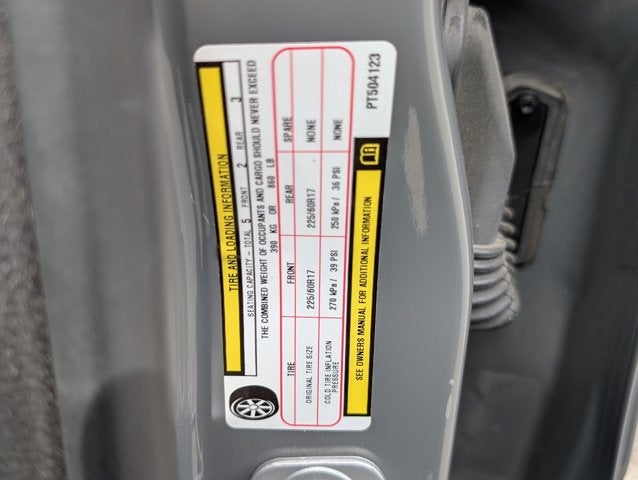 TIRE AND LOADING INFORMATION
SEATING CAPACITY - TOTAL 5 FRONT 2 REAR 3
THE COMBINED WEIGHT OF OCCUPANTS AND CARGO SHOULD NEVER EXCEED
390 KG OR 860 LB
TIRE FRONT REAR SPARE
ORIGINAL TIRE SIZE 225/60R17 225/60R17 NONE
COLD TIRE INFLATION
PRESSURE 270 kPa / 39 PSI 250 kPa / 36 PSI NONE
SEE OWNERS MANUAL FOR ADDITIONAL INFORMATION
PT504123